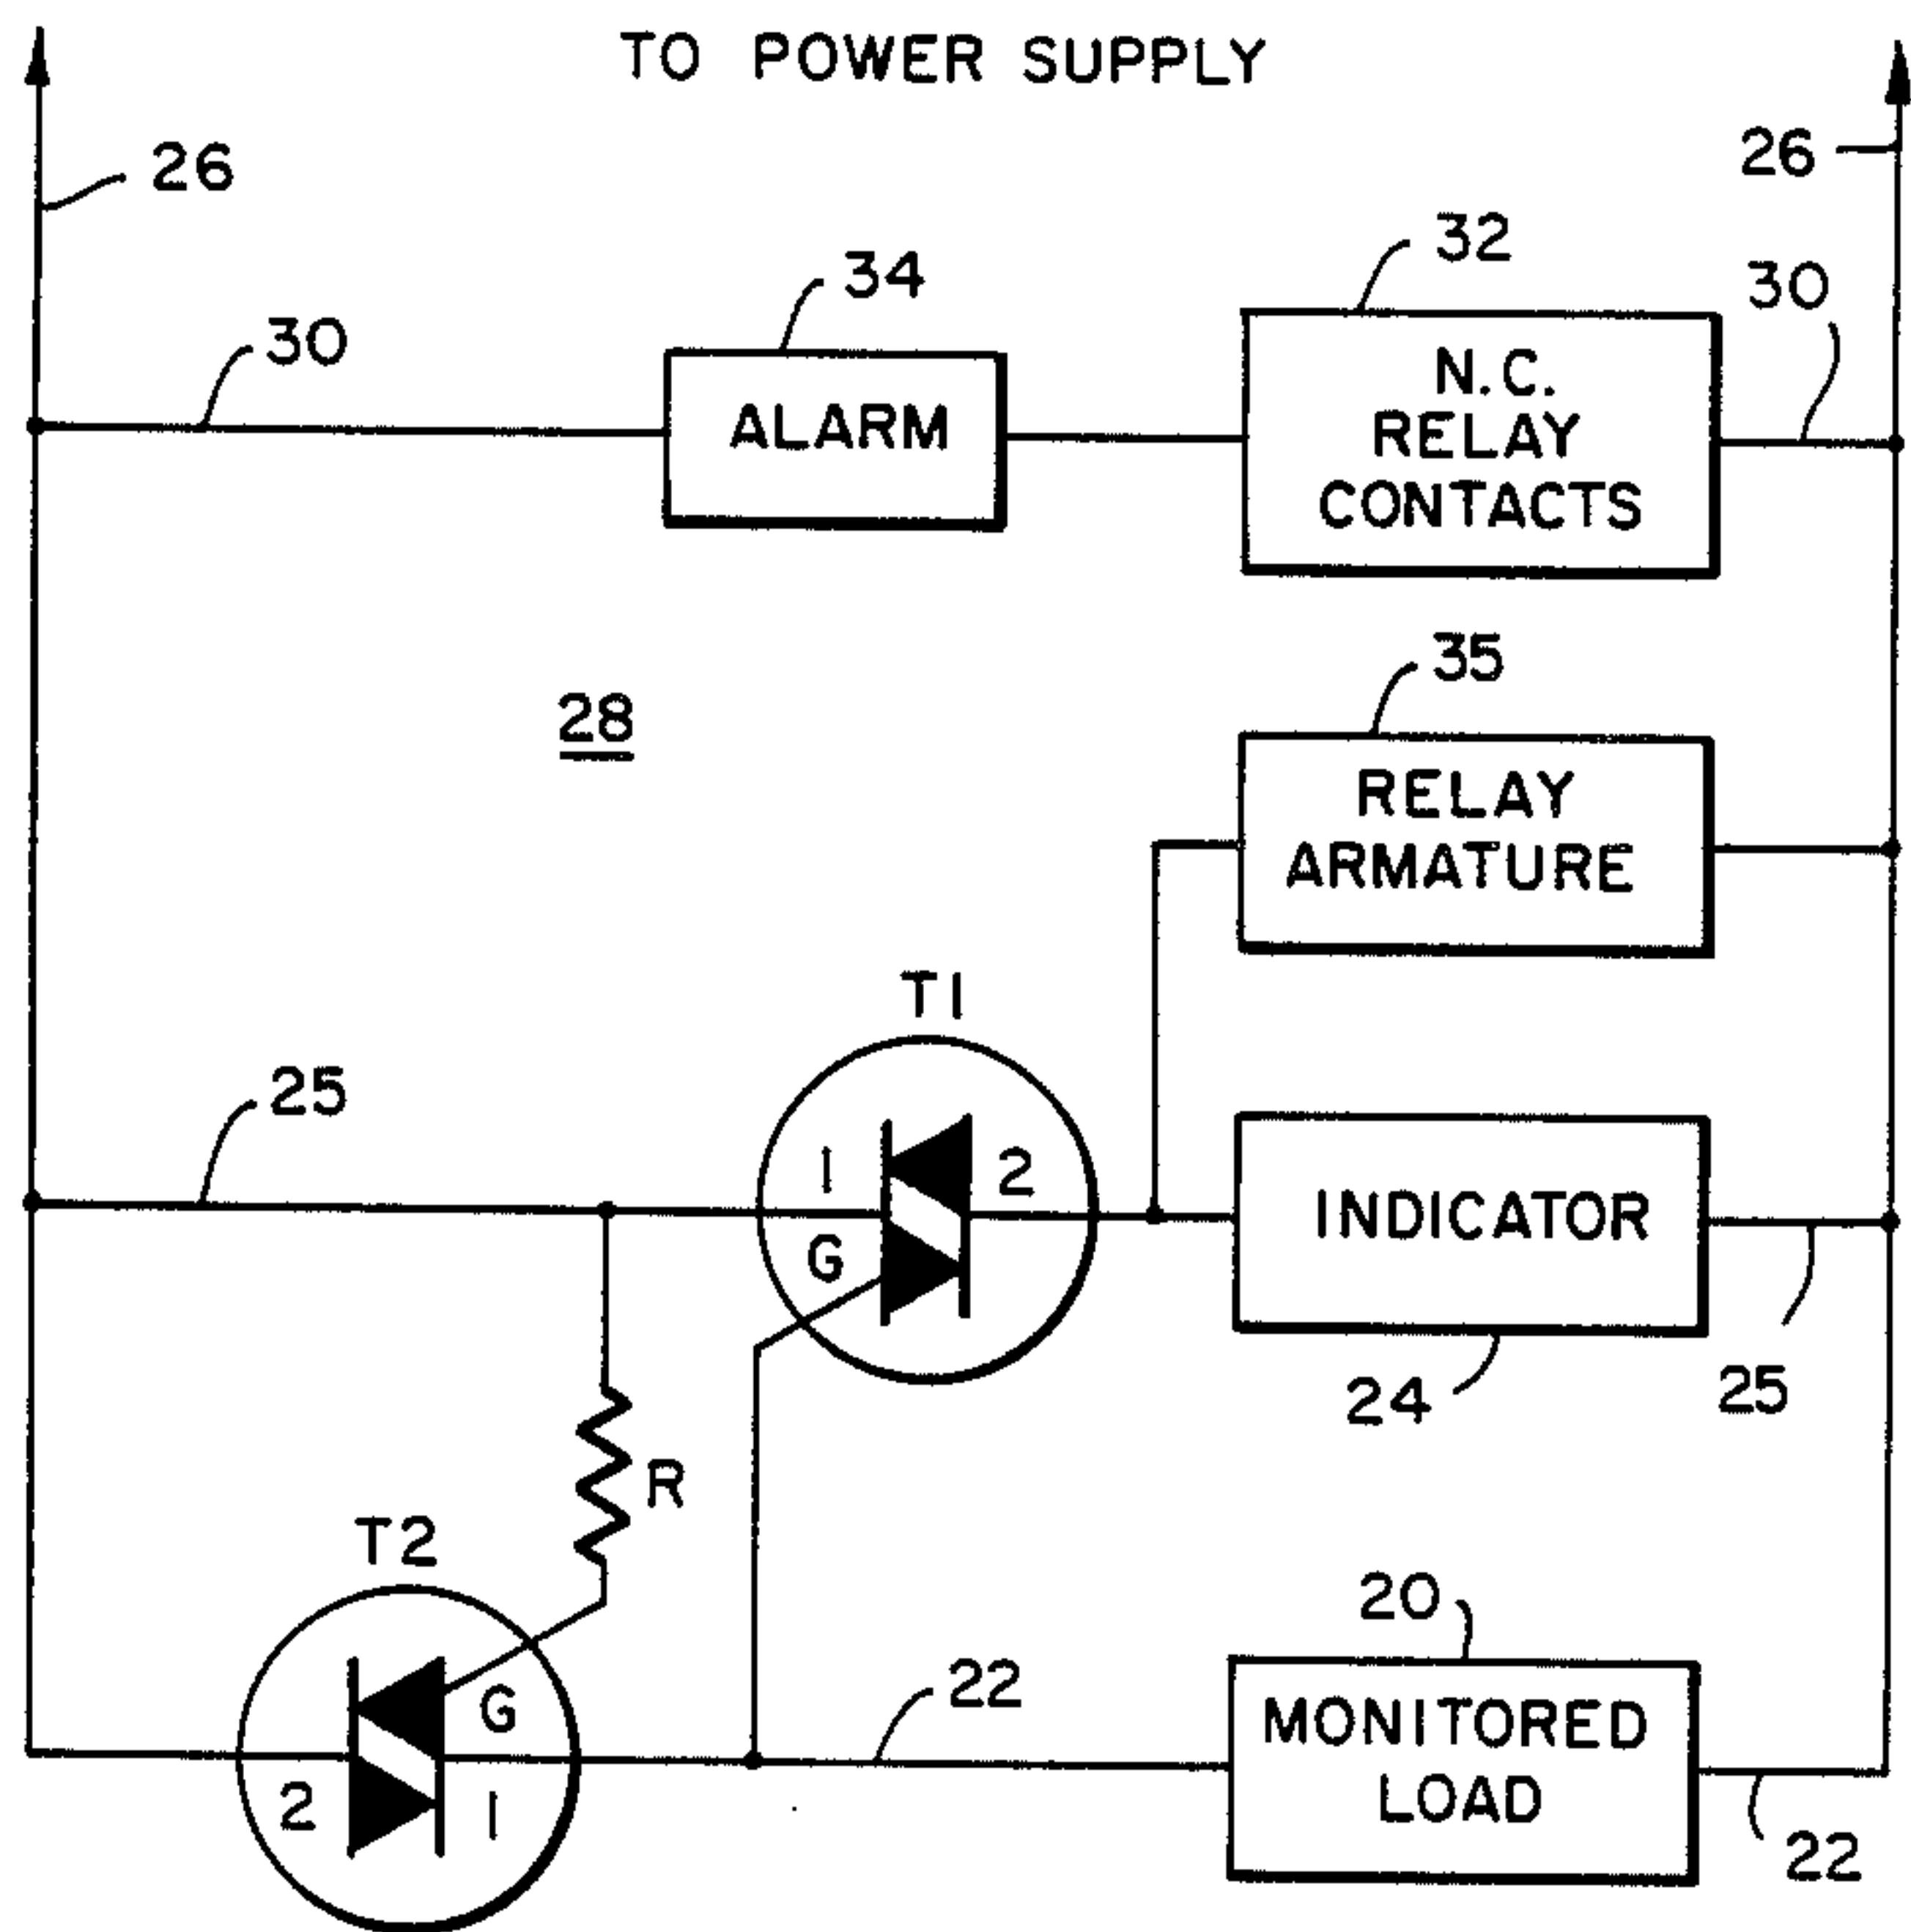 TO POWER SUPPLY
26
26
32
34
30
30
ALARM
N.C.
RELAY
CONTACTS
35
28
RELAY
ARMATURE
T1
25
1
2
G
INDICATOR
24
25
R
T2
20
22
G
MONITORED
LOAD
2
1
22